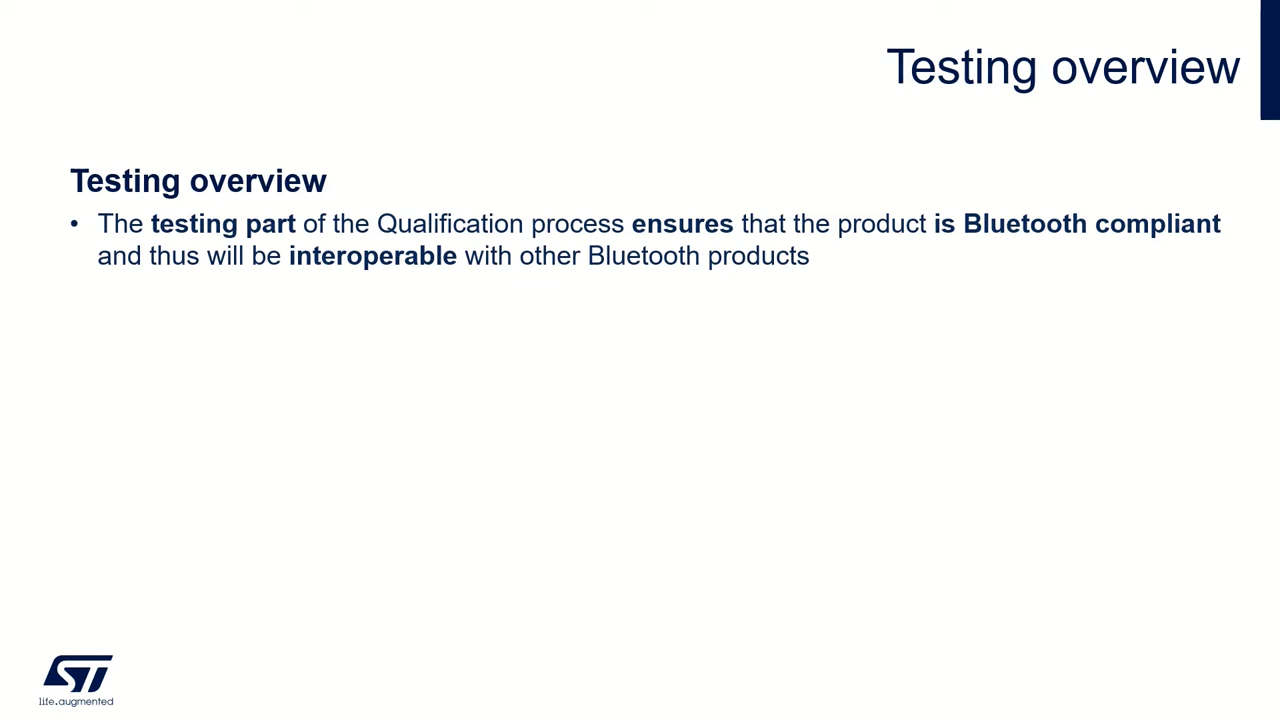 Testing overview
Testing overview
• The testing part of the Qualification process ensures that the product is Bluetooth compliant
and thus will be interoperable with other Bluetooth products
ST
life.augmented